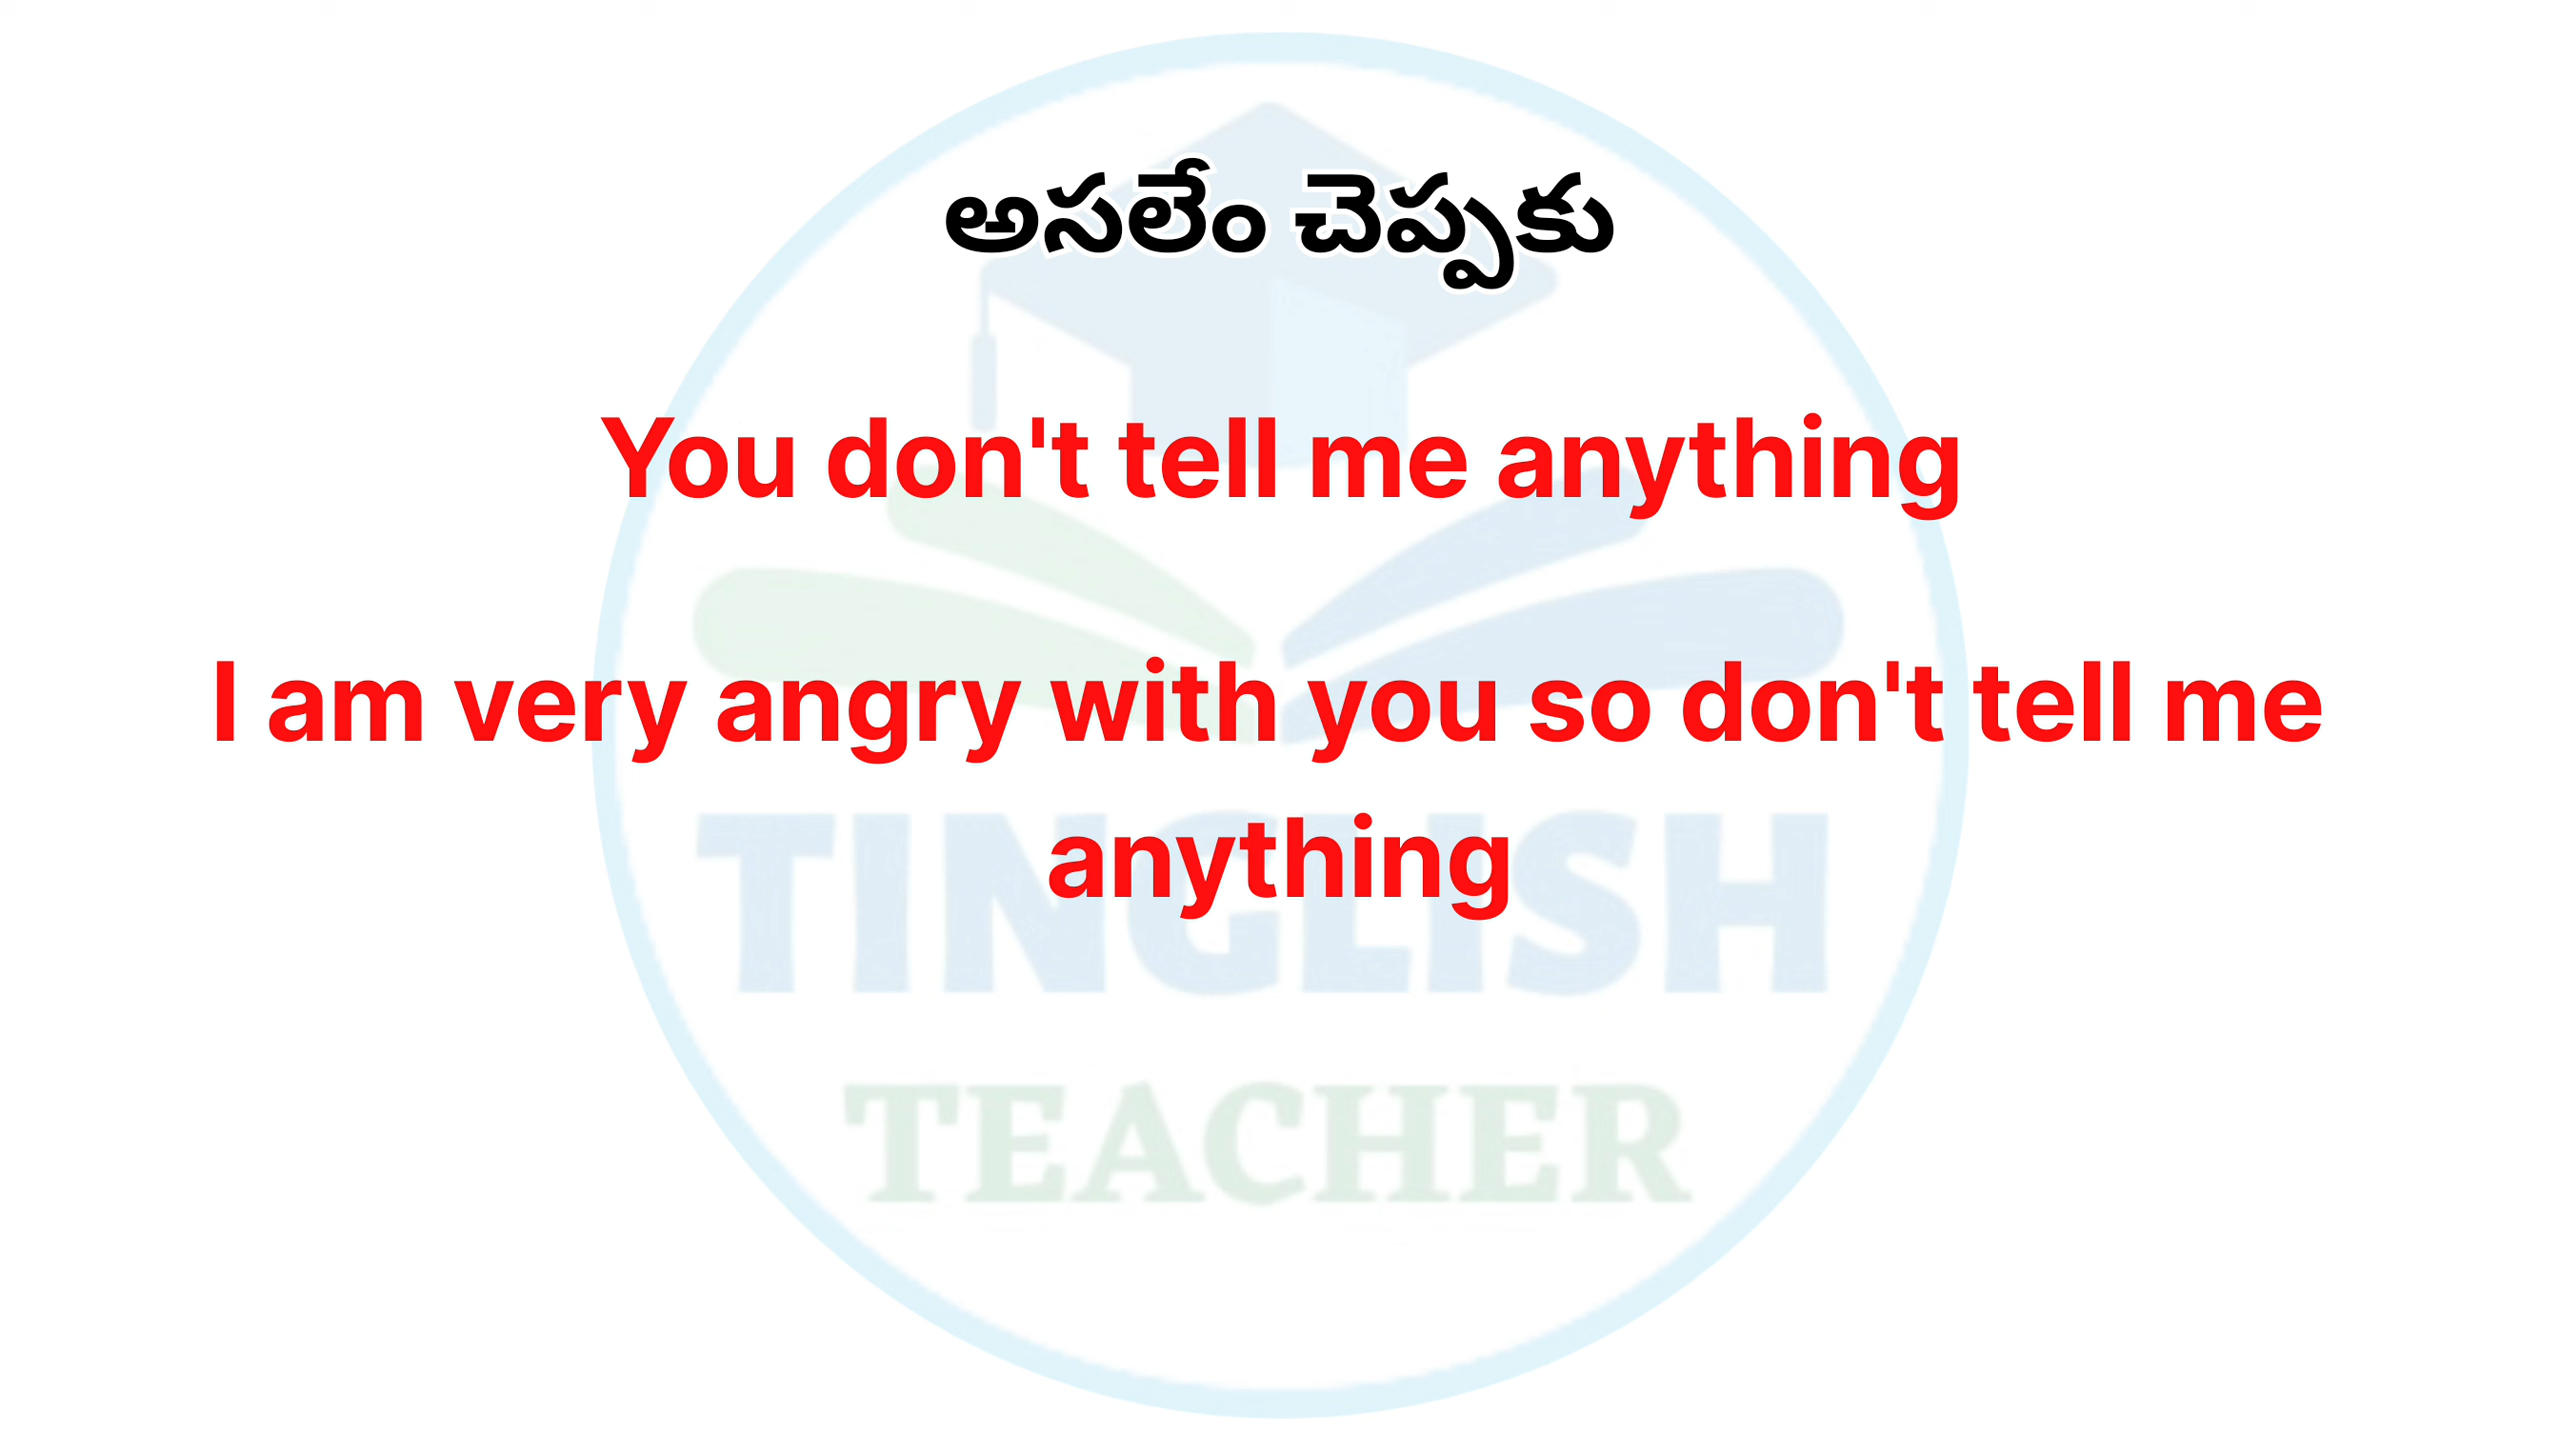 అసలేం చెప్పకు
You don't tell me anything
I am very angry with you so don't tell me
anything
TINGLISH
TEACHER